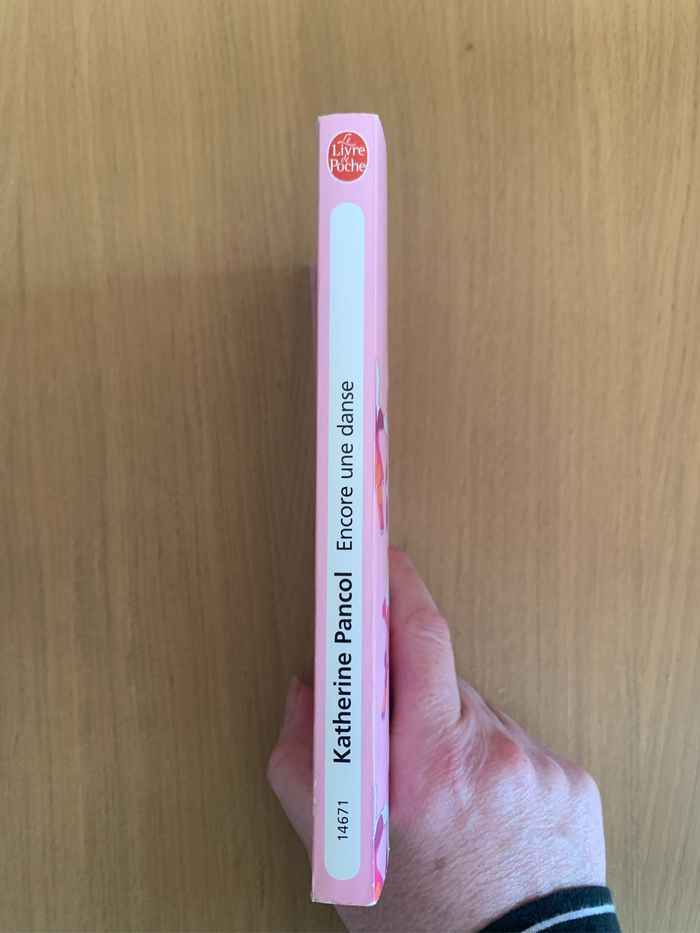 Le
Livre
de
Poche
14671 Katherine Pancol Encore une danse